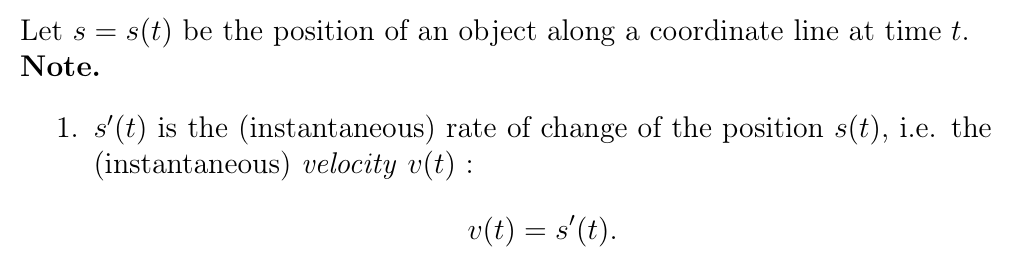 Let s = s(t) be the position of an object along a coordinate line at time t.
Note.
1. s′(t) is the (instantaneous) rate of change of the position s(t), i.e. the
(instantaneous) velocity v(t) :
v(t) = s′(t).